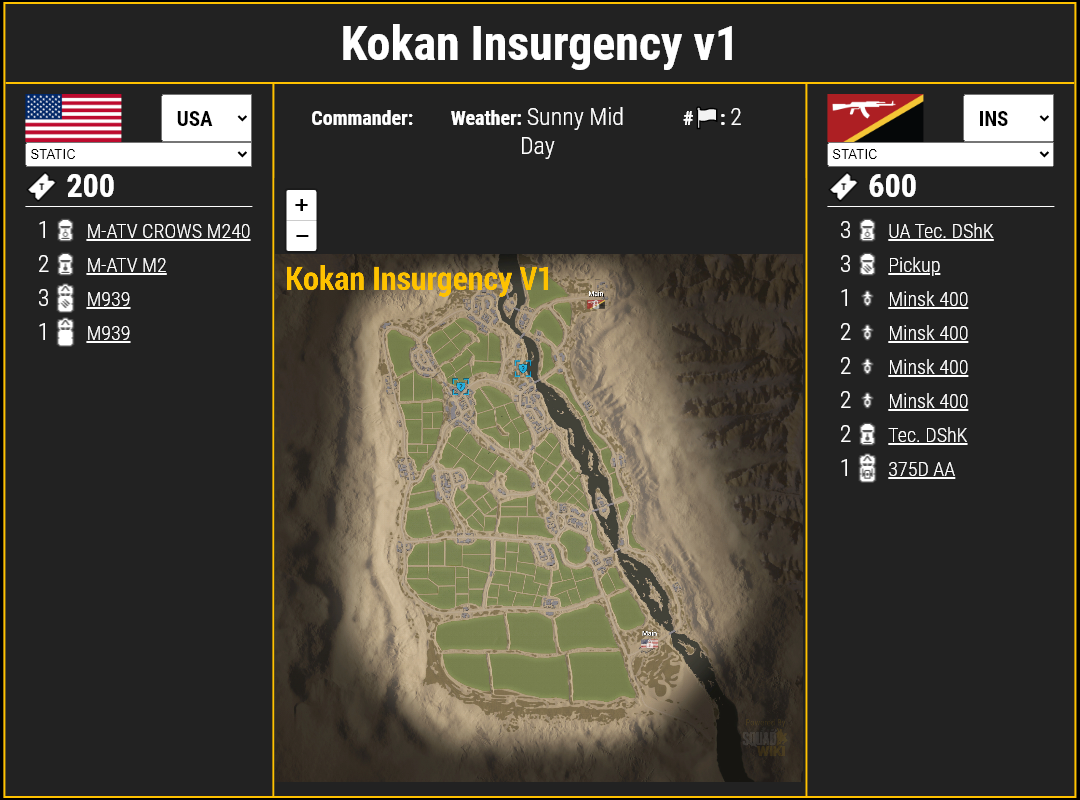 Kokan Insurgency v1
USA
STATIC
200
1 M-ATV CROWS M240
2 M-ATV M2
3 M939
1 M939
Commander:
Weather: Sunny Mid
Day
# : 2
+
−
Kokan Insurgency V1
Main
Main
SQUAD
WIKI
INS
STATIC
600
3 UA Tec. DShK
3 Pickup
1 Minsk 400
2 Minsk 400
2 Minsk 400
2 Minsk 400
2 Tec. DShK
1 375D AA